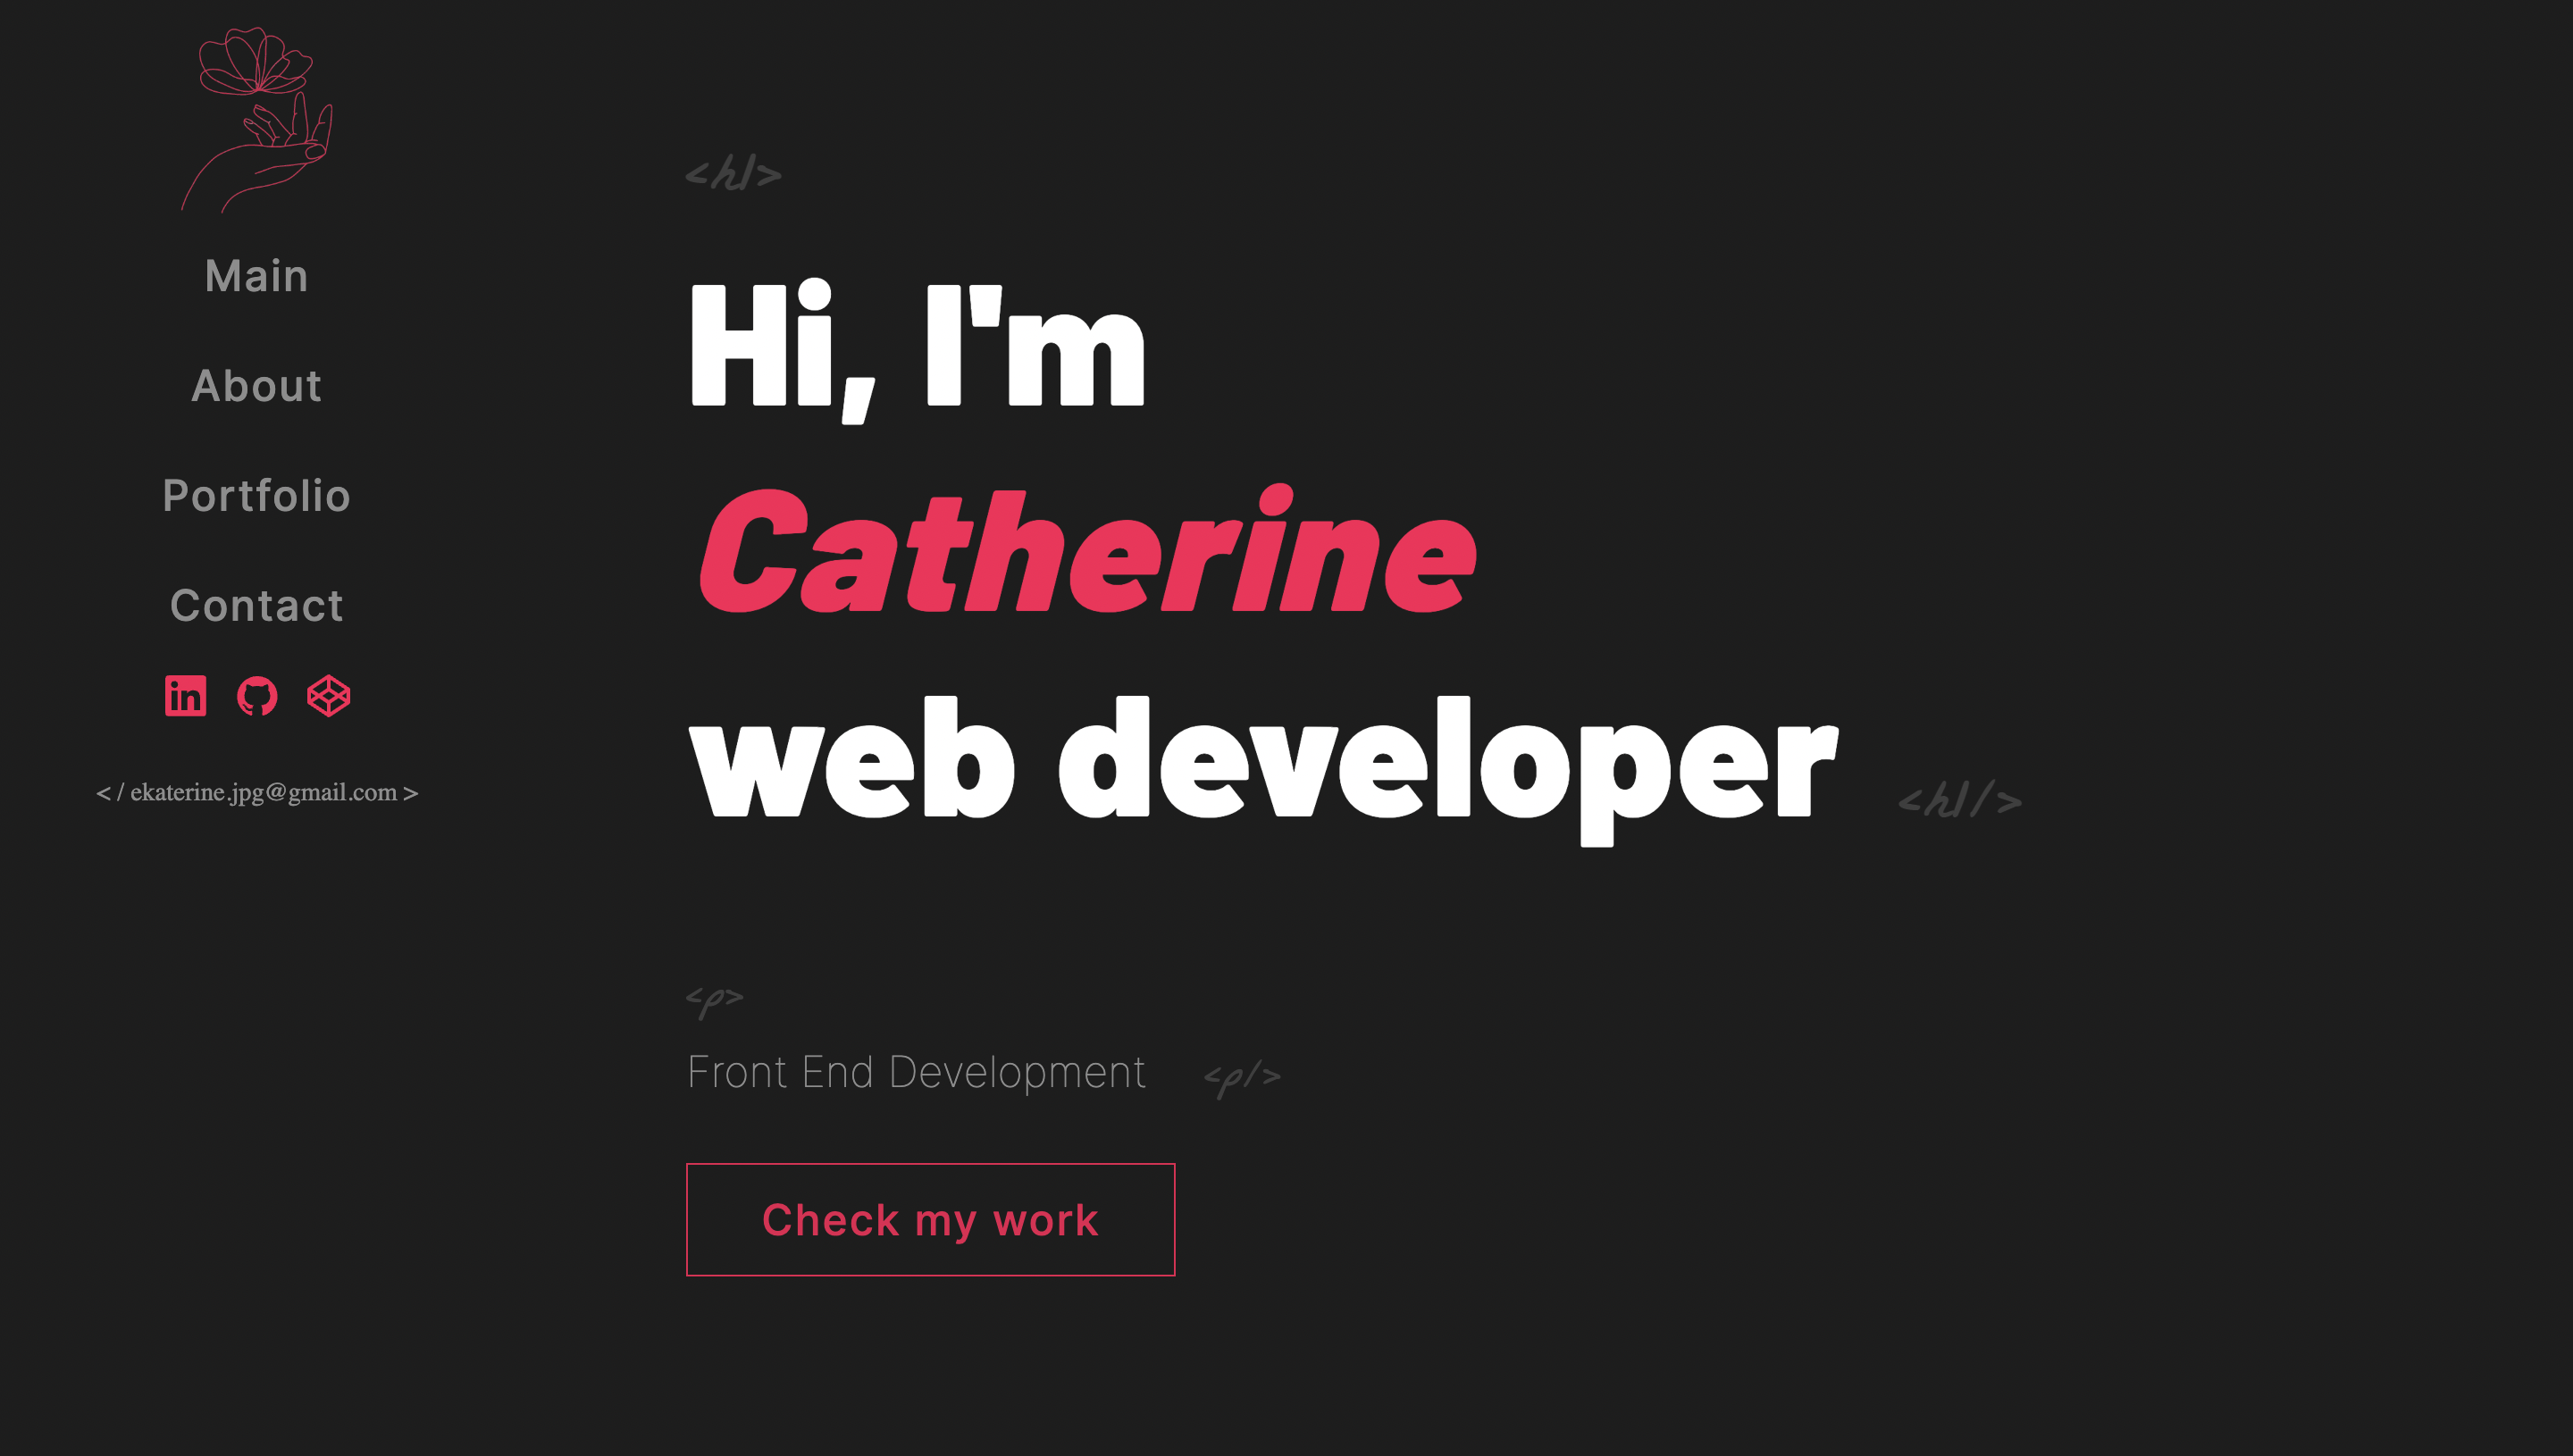 Main
About
Portfolio
Contact
in
< / ekaterine.jpg@gmail.com >
<h1>
Hi, I'm
Catherine
web developer <h1/>
<p>
Front End Development <p/>
Check my work